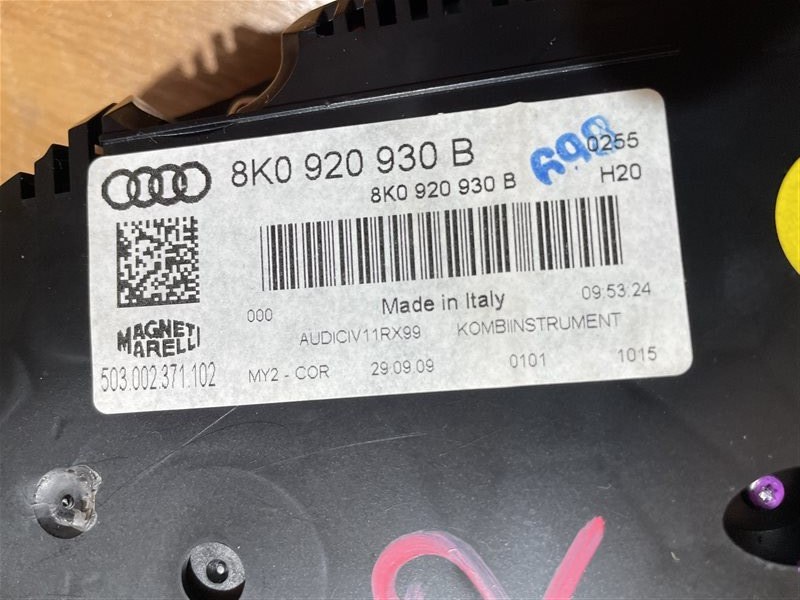 8K0 920 930 B
698
0255
8K0 920 930 B
H20
000
Made in Italy
09:53:24
MAGNETI
MARELLI
AUDICIV11RX99 KOMBIINSTRUMENT
503.002.371.102
MY2 - COR 29.09.09 0101 1015